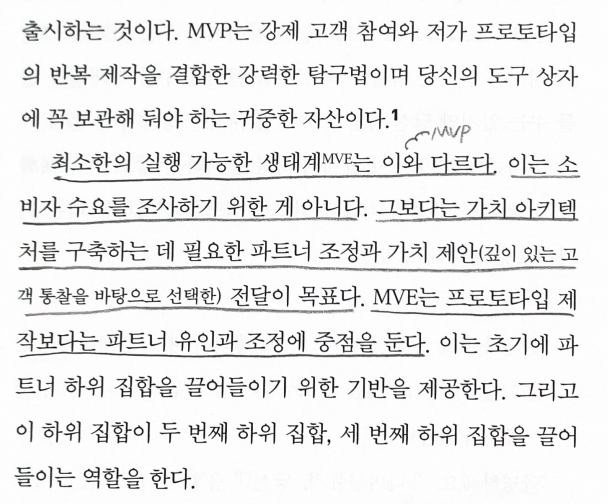 출시하는 것이다. MVP는 강제 고객 참여와 저가 프로토타입
의 반복 제작을 결합한 강력한 탐구법이며 당신의 도구 상자
에 꼭 보관해 둬야 하는 귀중한 자산이다.1
MVP
최소한의 실행 가능한 생태계MVE는 이와 다르다. 이는 소
비자 수요를 조사하기 위한 게 아니다. 그보다는 가치 아키텍
처를 구축하는 데 필요한 파트너 조정과 가치 제안(깊이 있는 고
객 통찰을 바탕으로 선택한) 전달이 목표다. MVE는 프로토타입 제
작보다는 파트너 유인과 조정에 중점을 둔다. 이는 초기에 파
트너 하위 집합을 끌어들이기 위한 기반을 제공한다. 그리고
이 하위 집합이 두 번째 하위 집합, 세 번째 하위 집합을 끌어
들이는 역할을 한다.